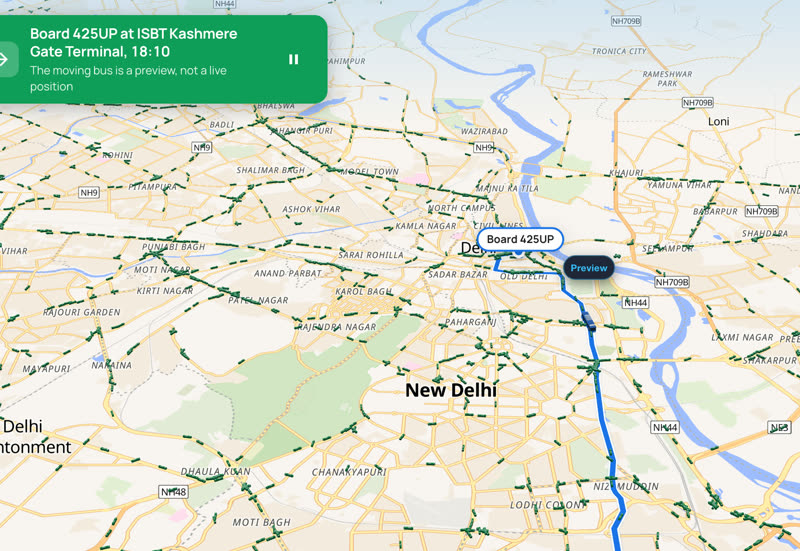 NH44
Board 425UP at ISBT Kashmere
Gate Terminal, 18:10
The moving bus is a preview, not a live
position
NH709B
TRONICA CITY
RAMESHWAR
PARK
NH709B
Loni
BHALSWA
BADLI
JAHANGIR PURI
WAZIRABAD
NH9
NH9
ROHINI
SHALIMAR BAGH
MODEL TOWN
KHAJURI
YAMUNA VIHAR
NH9
PITAMPURA
MAJNU KA TILA
ASHOK VIHAR
NORTH CAMPUS
BABARPUR
NH709B
KAMLA NAGAR
CIVIL LINES
SHAHDARA
VIHAR
PUNJABI BAGH
Board 425UP
SEELAMPUR
SARAI ROHILLA
MOTI NAGAR
ANAND PARBAT
SADAR BAZAR
OLD DELHI
Preview
NH709B
KIRTI NAGAR
KAROL BAGH
PATEL NAGAR
NH44
RAJOURI GARDEN
RAJENDRA NAGAR
PAHARGANJ
LAXMI NAGAR
MAYAPURI
NARAINA
SHAKARPUR
New Delhi
Delhi
ntonment
NH44
NE3
DHAULA KUAN
CHANAKYAPURI
NH48
NIZAMUDDIN
LODHI COLONY
MOTI BAGH